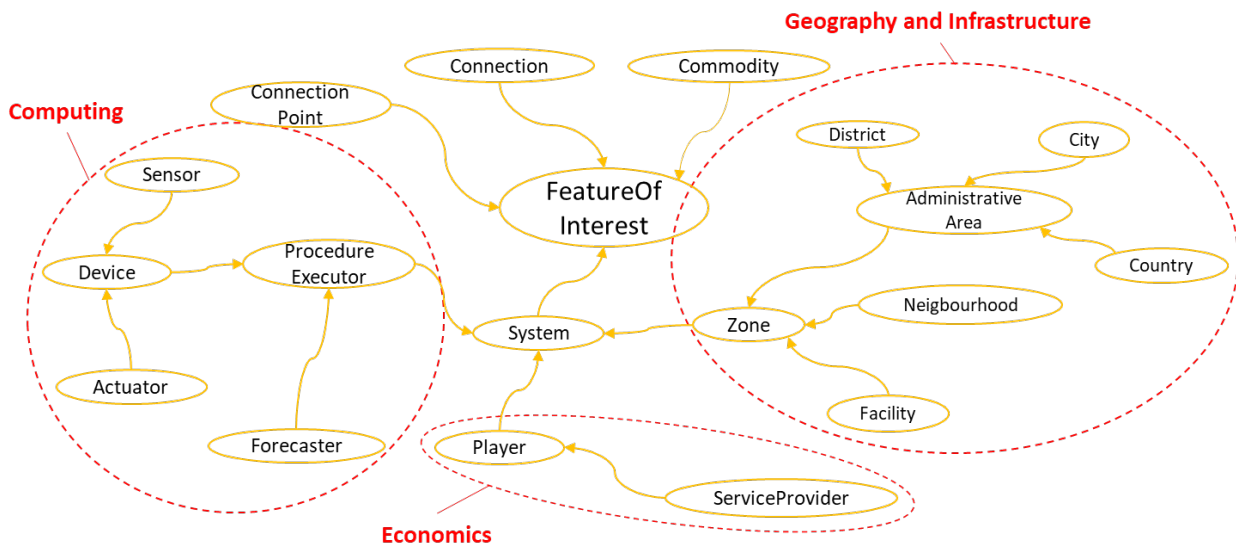 Geography and Infrastructure
Connection
Commodity
Connection
Point
Computing
District
City
Sensor
FeatureOf
Interest
Administrative
Area
Procedure
Executor
Device
Country
Neigbourhood
System
Zone
Actuator
Facility
Forecaster
Player
ServiceProvider
Economics